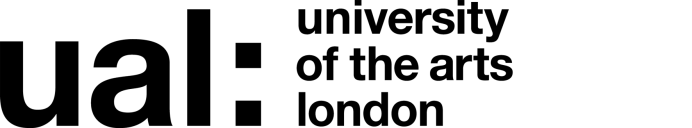 ual:
university
of the arts
london